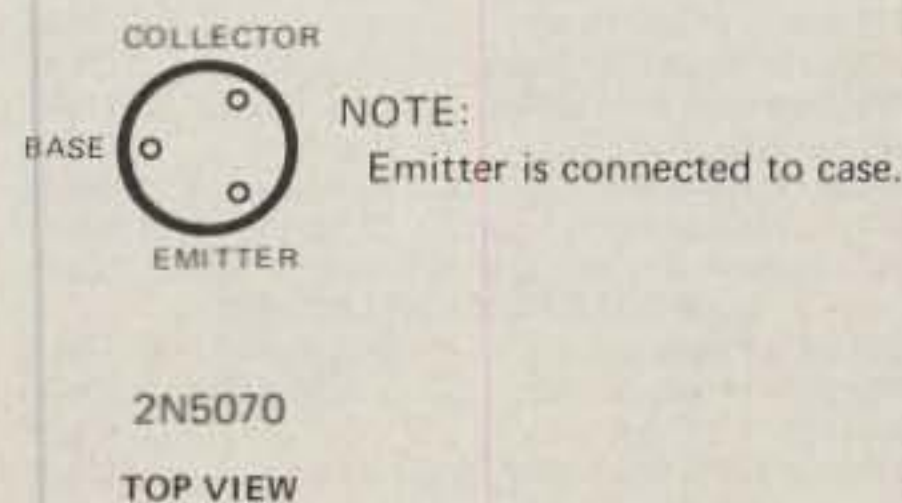 COLLECTOR
BASE
NOTE:
Emitter is connected to case.
EMITTER
2N5070
TOP VIEW